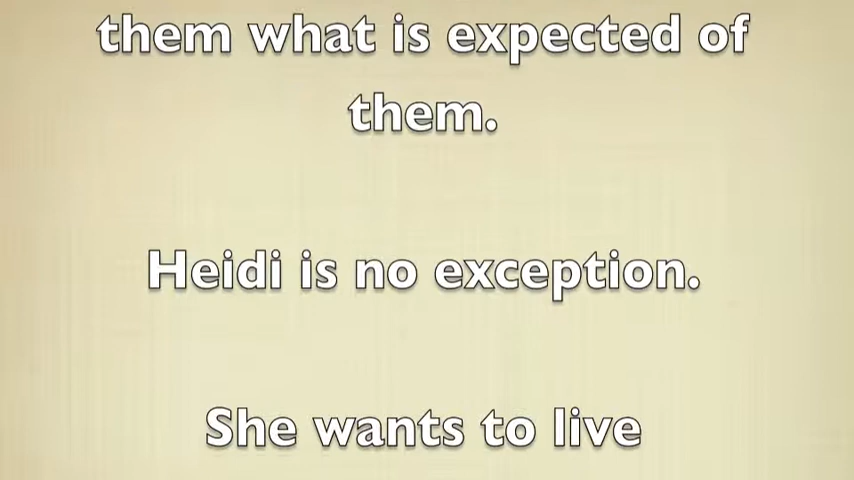 them what is expected of
them.
Heidi is no exception.
She wants to live